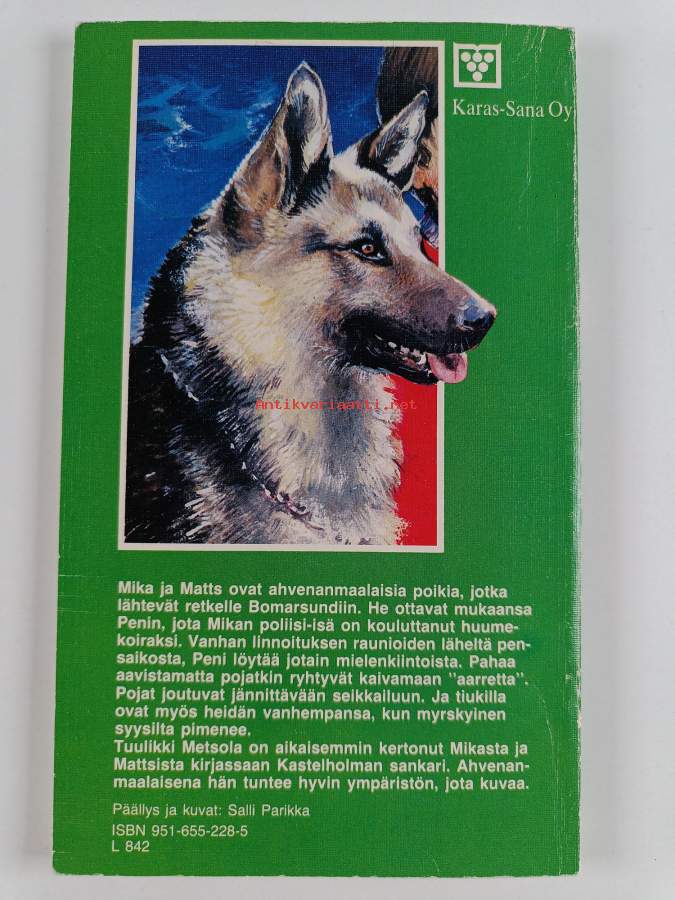 Karas-Sana Oy
Antikvariaatti.net
Mika ja Matts ovat ahvenanmaalaisia poikia, jotka
lähtevät retkelle Bomarsundiin. He ottavat mukaansa
Penin, jota Mikan poliisi-isä on kouluttanut huume-
koiraksi. Vanhan linnoituksen raunioiden läheltä pen-
saikosta, Peni löytää jotain mielenkiintoista. Pahaa
aavistamatta pojatkin ryhtyvät kaivamaan "aarretta".
Pojat joutuvat jännittävään seikkailuun. Ja tiukilla
ovat myös heidän vanhempansa, kun myrskyinen
syysilta pimenee.
Tuulikki Metsola on aikaisemmin kertonut Mikasta ja
Mattsista kirjassaan Kastelholman sankari. Ahvenan-
maalaisena hän tuntee hyvin ympäristön, jota kuvaa.
Päällys ja kuvat: Salli Parikka
ISBN 951-655-228-5
L 842